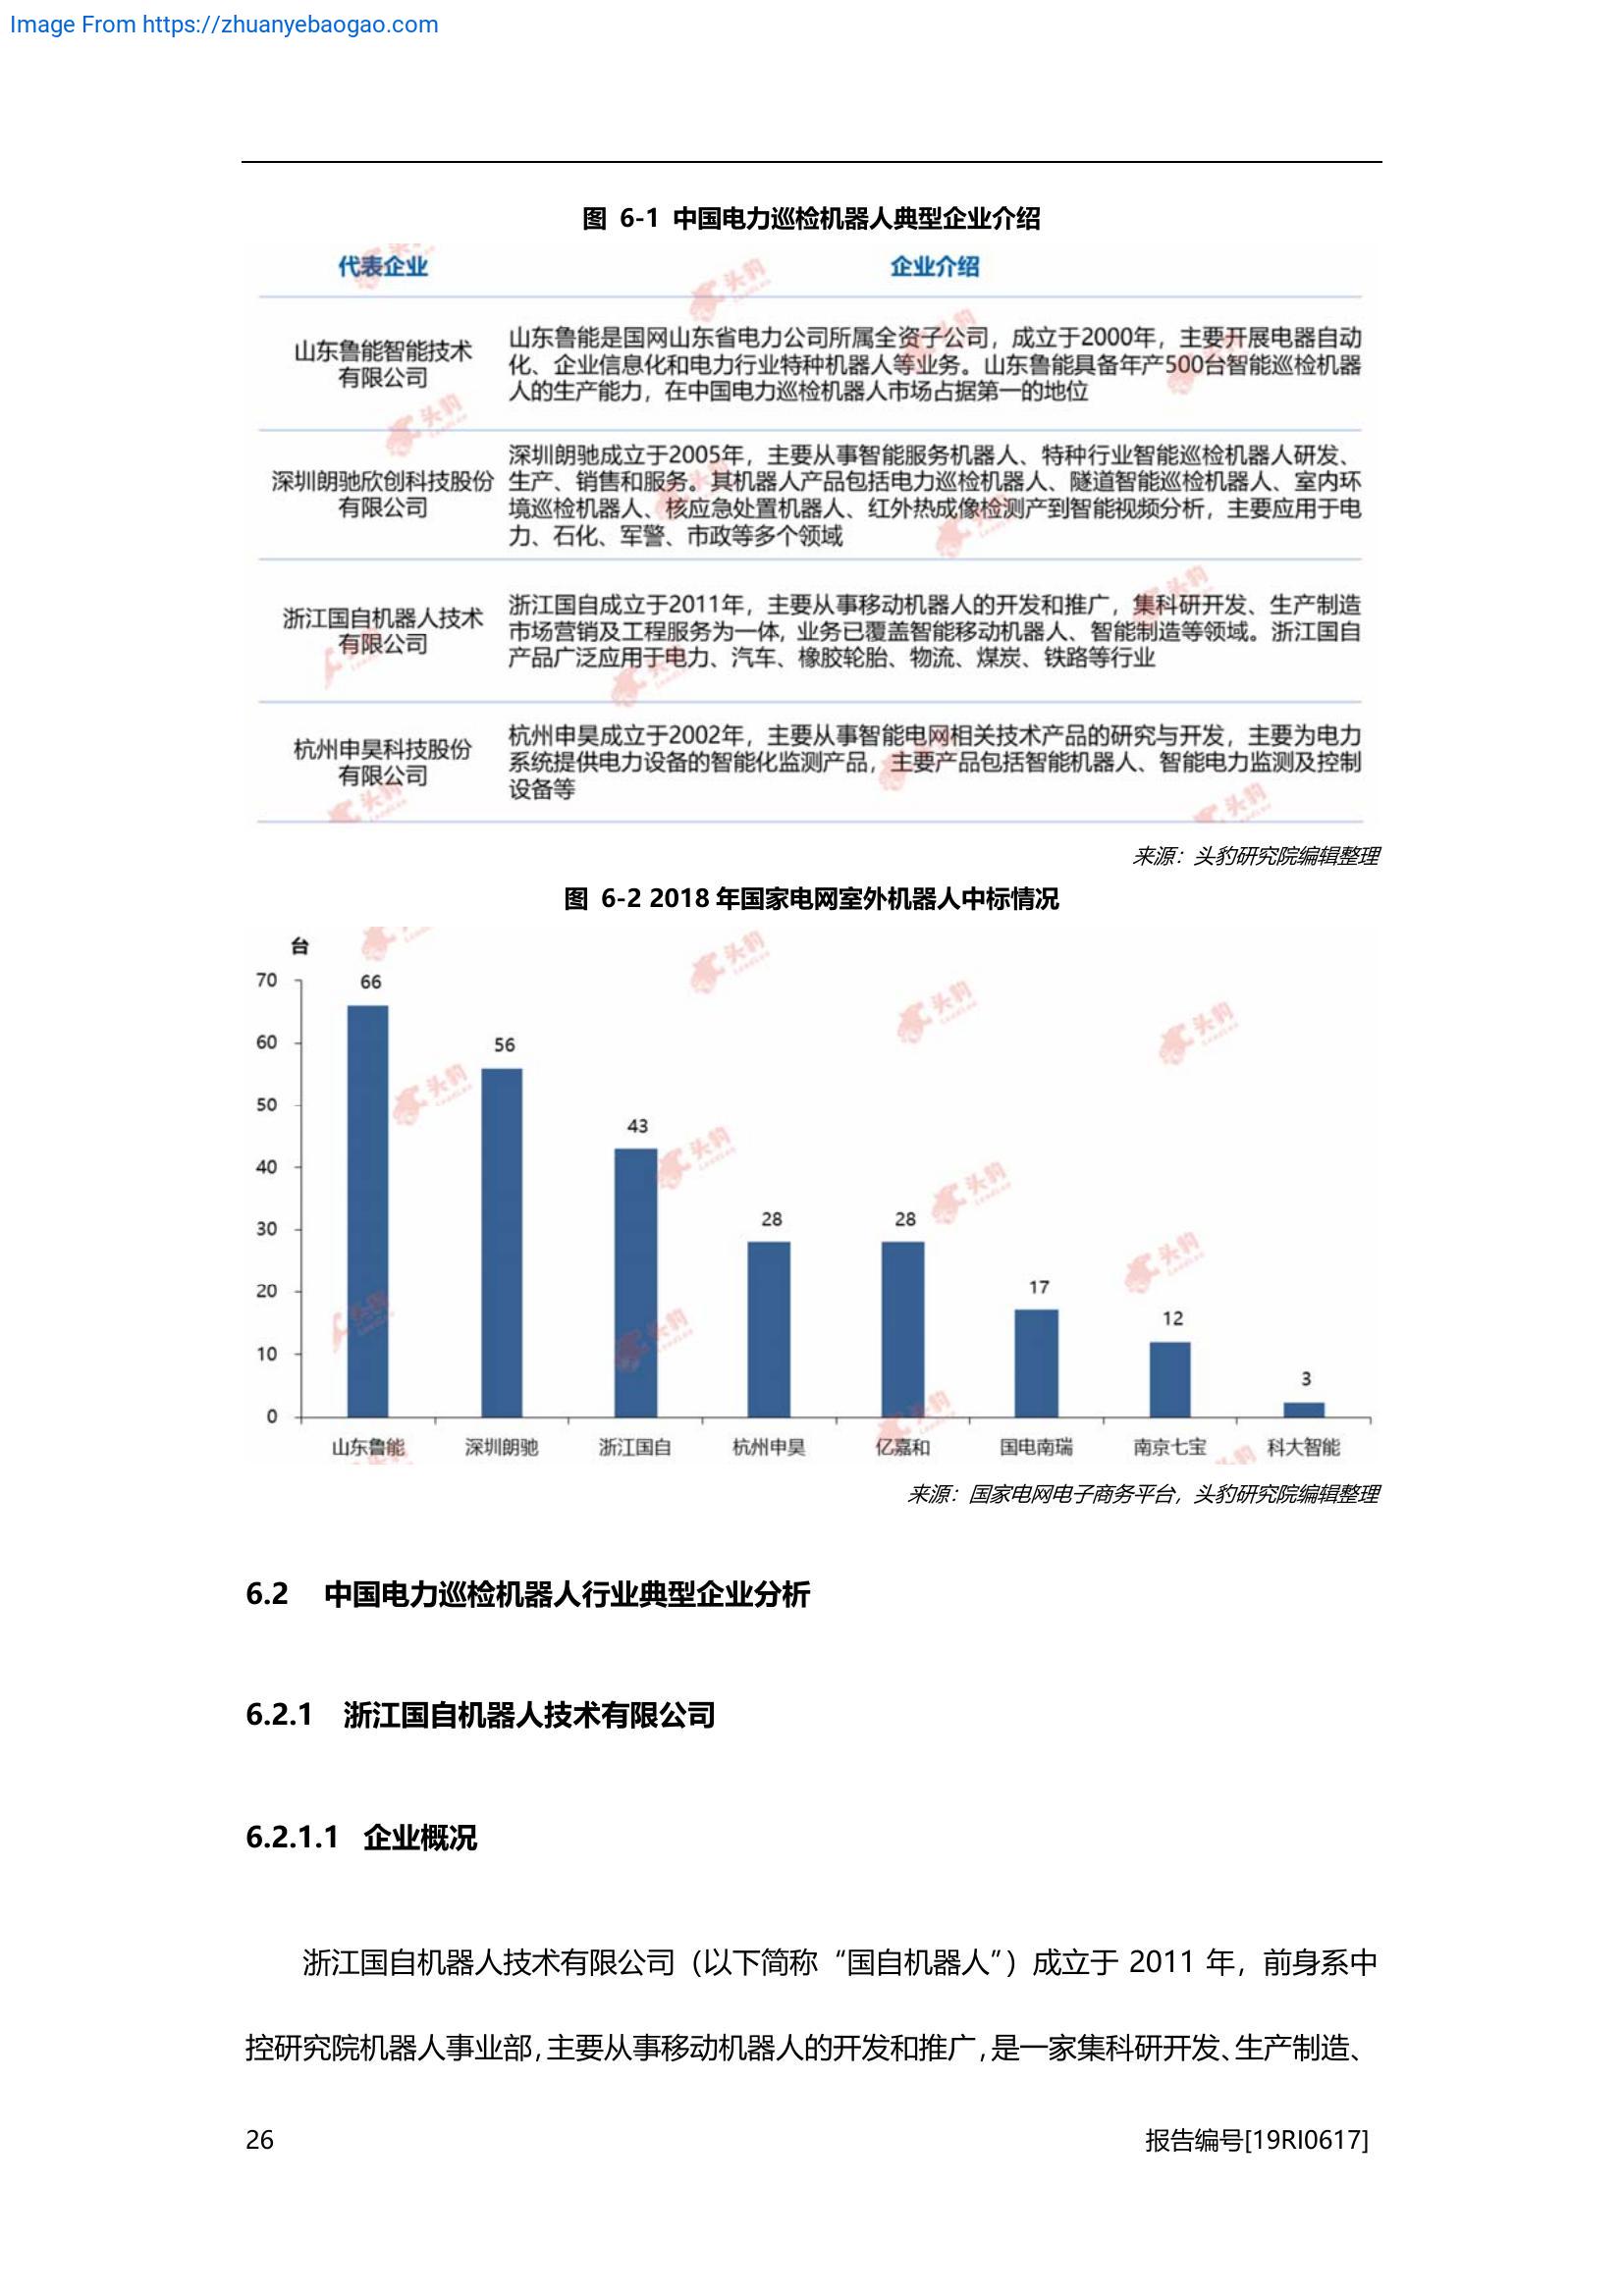 Image From https://zhuanyebaogao.com
图 6-1 中国电力巡检机器人典型企业介绍
代表企业 企业介绍
山东鲁能智能技术
有限公司
山东鲁能是国网山东省电力公司所属全资子公司，成立于2000年，主要开展电器自动
化、企业信息化和电力行业特种机器人等业务。山东鲁能具备年产500台智能巡检机器
人的生产能力，在中国电力巡检机器人市场占据第一的地位
深圳朗驰欣创科技股份
有限公司
深圳朗驰成立于2005年，主要从事智能服务机器人、特种行业智能巡检机器人研发、
生产、销售和服务。其机器人产品包括电力巡检机器人、隧道智能巡检机器人、室内环
境巡检机器人、核应急处置机器人、红外热成像检测产到智能视频分析，主要应用于电
力、石化、军警、市政等多个领域
浙江国自机器人技术
有限公司
浙江国自成立于2011年，主要从事移动机器人的开发和推广，集科研开发、生产制造
市场营销及工程服务为一体, 业务已覆盖智能移动机器人、智能制造等领域。浙江国自
产品广泛应用于电力、汽车、橡胶轮胎、物流、煤炭、铁路等行业
杭州申昊科技股份
有限公司
杭州申昊成立于2002年，主要从事智能电网相关技术产品的研究与开发，主要为电力
系统提供电力设备的智能化监测产品，主要产品包括智能机器人、智能电力监测及控制
设备等
来源：头豹研究院编辑整理
图 6-2 2018 年国家电网室外机器人中标情况
台
70
60
50
40
30
20
10
0
66
56
43
28
28
17
12
3
山东鲁能 深圳朗驰 浙江国自 杭州申昊 亿嘉和 国电南瑞 南京七宝 科大智能
来源：国家电网电子商务平台，头豹研究院编辑整理
6.2 中国电力巡检机器人行业典型企业分析
6.2.1 浙江国自机器人技术有限公司
6.2.1.1 企业概况
浙江国自机器人技术有限公司（以下简称“国自机器人”）成立于 2011 年，前身系中
控研究院机器人事业部，主要从事移动机器人的开发和推广，是一家集科研开发、生产制造、
26 报告编号[19RI0617]